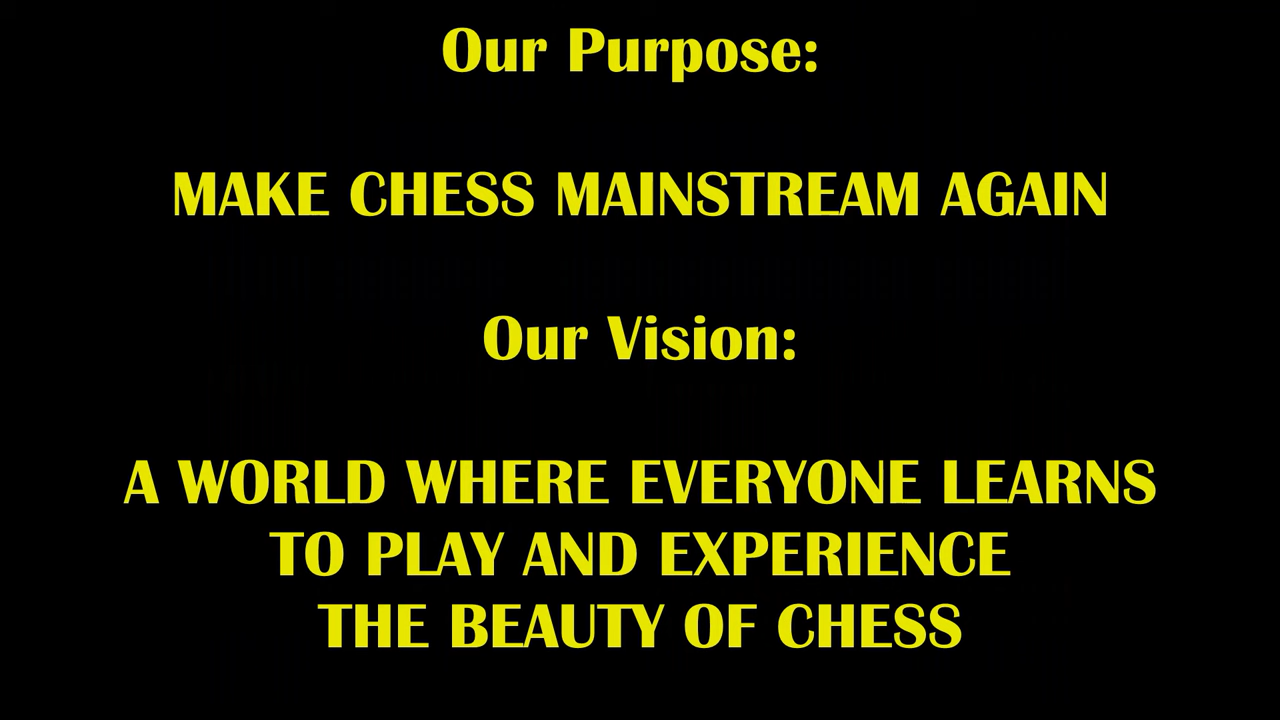 Our Purpose:
MAKE CHESS MAINSTREAM AGAIN
Our Vision:
A WORLD WHERE EVERYONE LEARNS
TO PLAY AND EXPERIENCE
THE BEAUTY OF CHESS